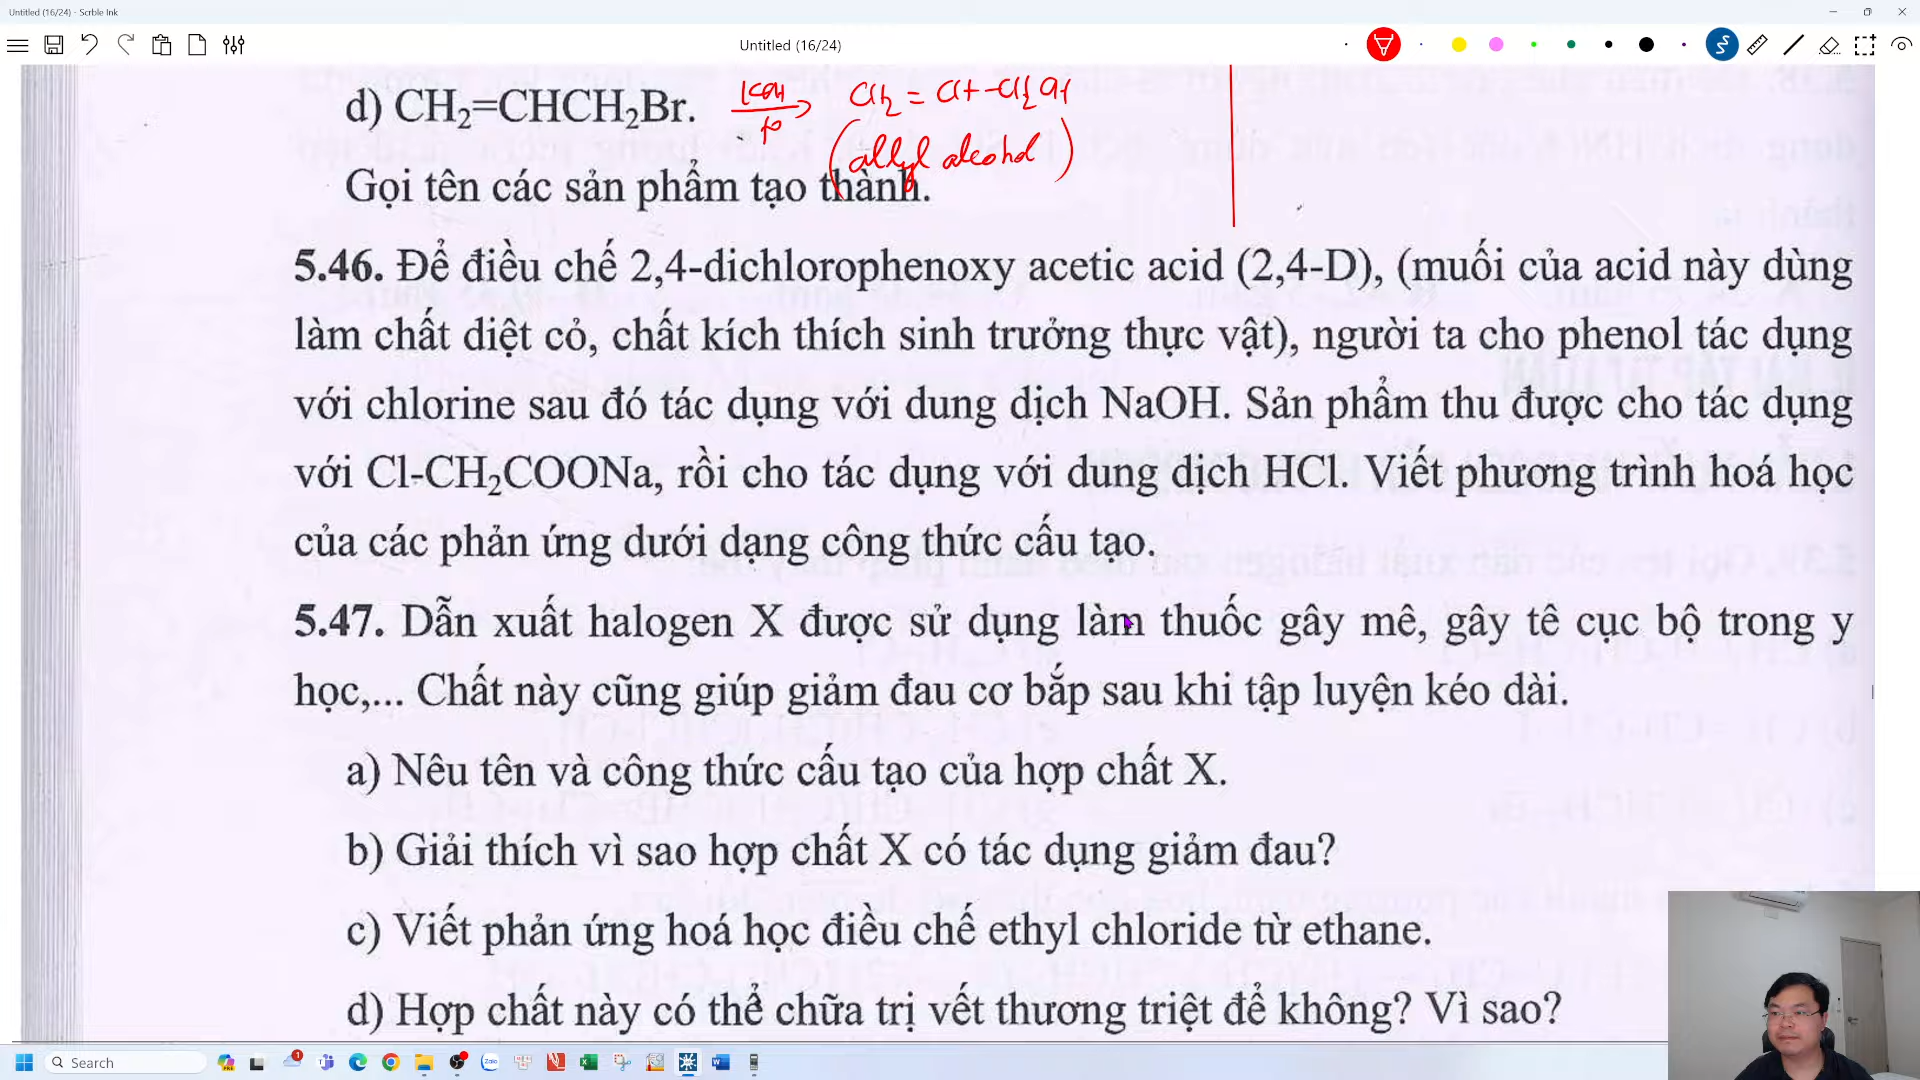 Untitled (16/24) - Scrble Ink
Untitled (16/24)
d) CH₂=CHCH₂Br. KOH t° CH₂ = CH-CH₂OH
(allyl alcohol)
Gọi tên các sản phẩm tạo thành.
5.46. Để điều chế 2,4-dichlorophenoxy acetic acid (2,4-D), (muối của acid này dùng
làm chất diệt cỏ, chất kích thích sinh trưởng thực vật), người ta cho phenol tác dụng
với chlorine sau đó tác dụng với dung dịch NaOH. Sản phẩm thu được cho tác dụng
với Cl-CH₂COONa, rồi cho tác dụng với dung dịch HCl. Viết phương trình hoá học
của các phản ứng dưới dạng công thức cấu tạo.
5.47. Dẫn xuất halogen X được sử dụng làm thuốc gây mê, gây tê cục bộ trong y
học,... Chất này cũng giúp giảm đau cơ bắp sau khi tập luyện kéo dài.
a) Nêu tên và công thức cấu tạo của hợp chất X.
b) Giải thích vì sao hợp chất X có tác dụng giảm đau?
c) Viết phản ứng hoá học điều chế ethyl chloride từ ethane.
d) Hợp chất này có thể chữa trị vết thương triệt để không? Vì sao?
Search